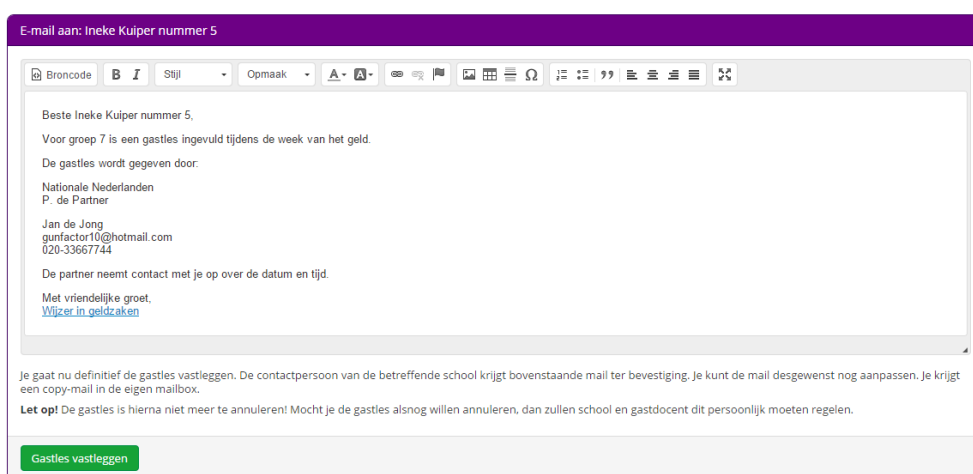 E-mail aan: Ineke Kuiper nummer 5
Broncode B I Stijl Opmaak A A Ω
Beste Ineke Kuiper nummer 5,
Voor groep 7 is een gastles ingevuld tijdens de week van het geld.
De gastles wordt gegeven door:
Nationale Nederlanden
P. de Partner
Jan de Jong
gunfactor10@hotmail.com
020-33667744
De partner neemt contact met je op over de datum en tijd.
Met vriendelijke groet,
Wijzer in geldzaken
Je gaat nu definitief de gastles vastleggen. De contactpersoon van de betreffende school krijgt bovenstaande mail ter bevestiging. Je kunt de mail desgewenst nog aanpassen. Je krijgt
een copy-mail in de eigen mailbox.
Let op! De gastles is hierna niet meer te annuleren! Mocht je de gastles alsnog willen annuleren, dan zullen school en gastdocent dit persoonlijk moeten regelen.
Gastles vastleggen